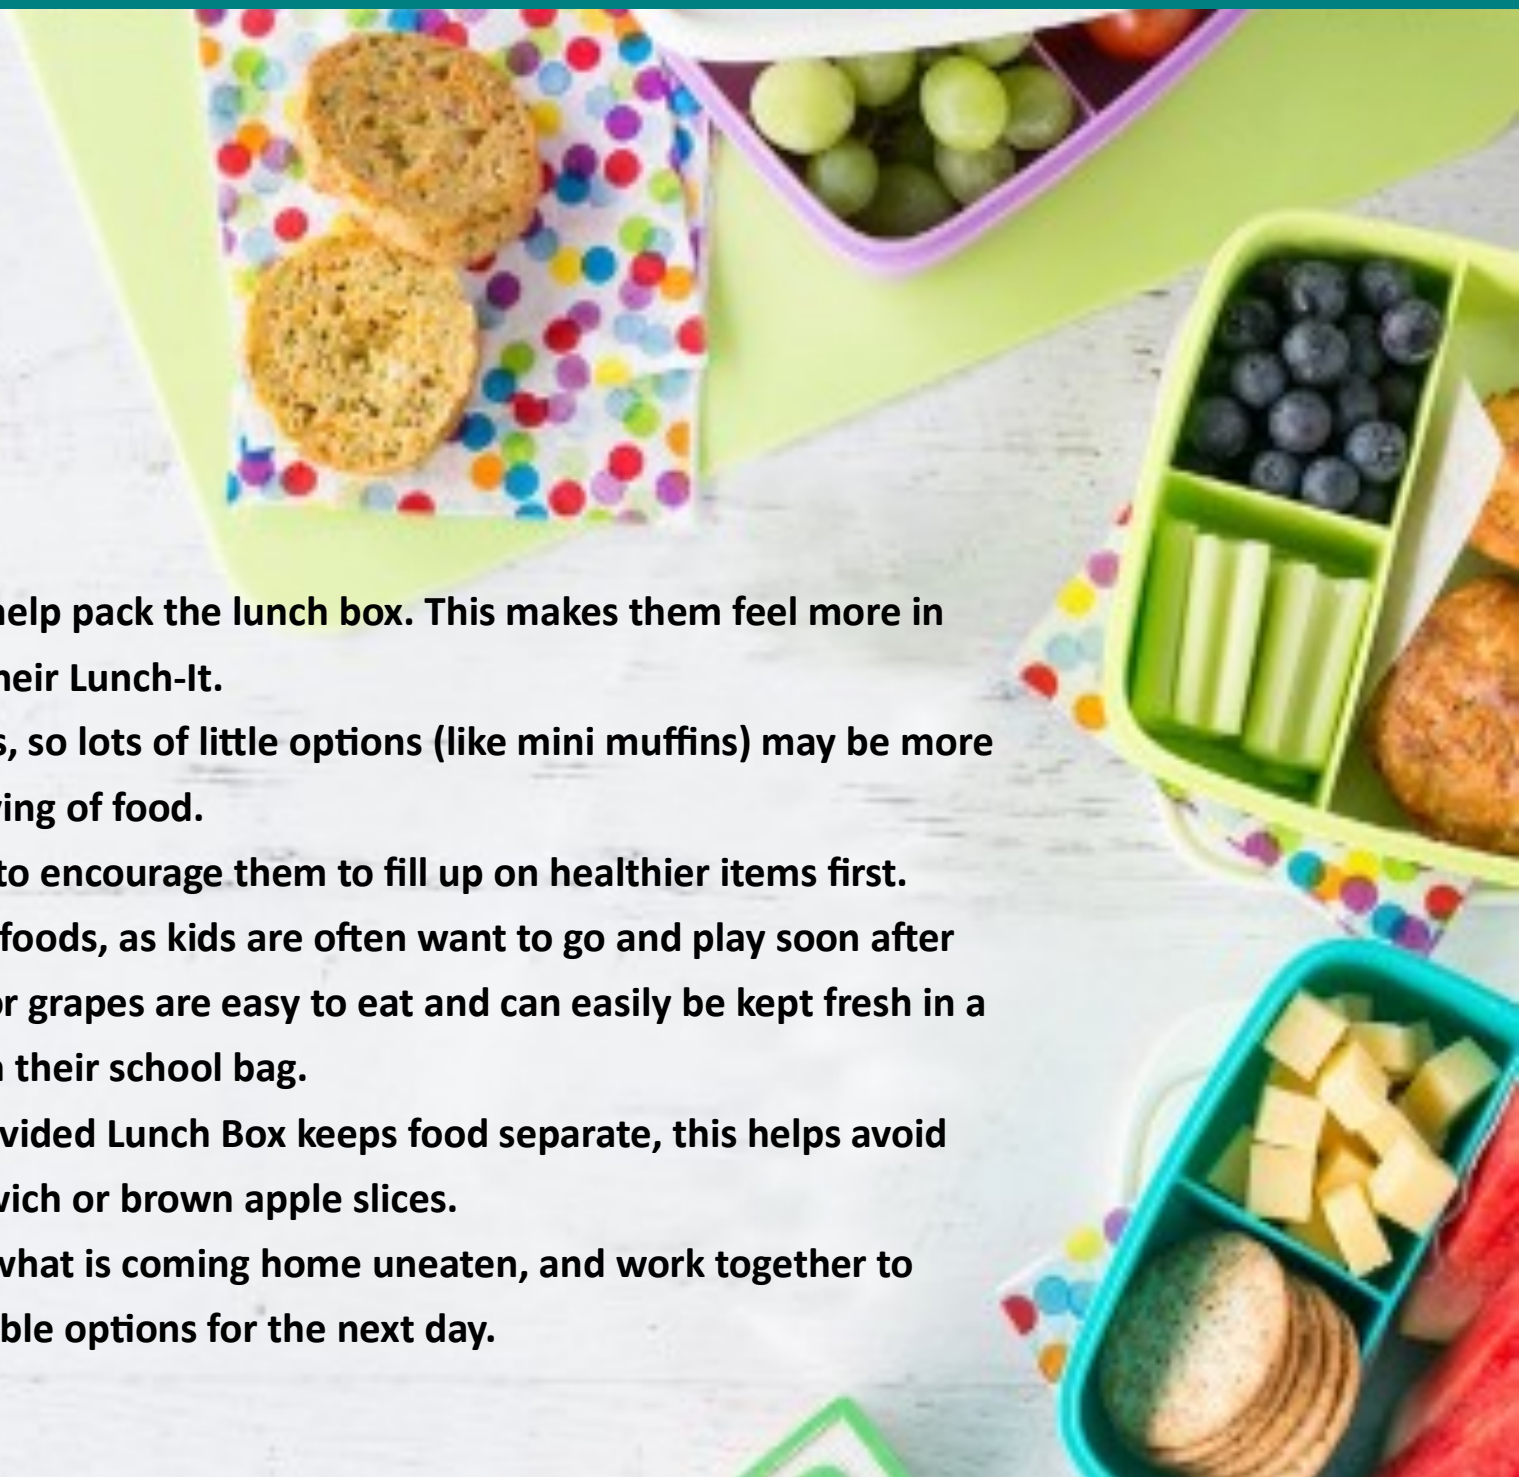 help pack the lunch box. This makes them feel more in
heir Lunch-It.
s, so lots of little options (like mini muffins) may be more
ing of food.
to encourage them to fill up on healthier items first.
foods, as kids are often want to go and play soon after
or grapes are easy to eat and can easily be kept fresh in a
their school bag.
vided Lunch Box keeps food separate, this helps avoid
wich or brown apple slices.
what is coming home uneaten, and work together to
ble options for the next day.